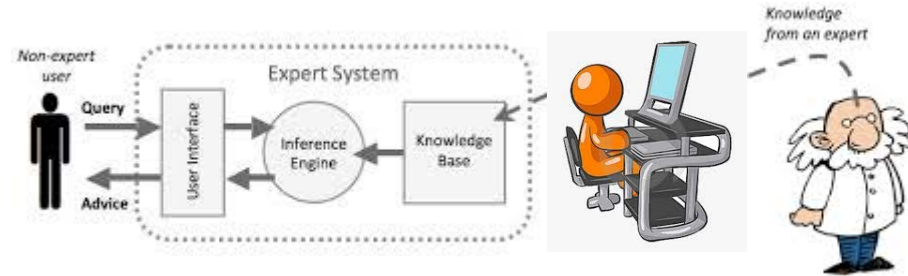 Knowledge
from an expert
Non-expert
user
Expert System
Query
User Interface
Inference
Engine
Knowledge
Base
Advice